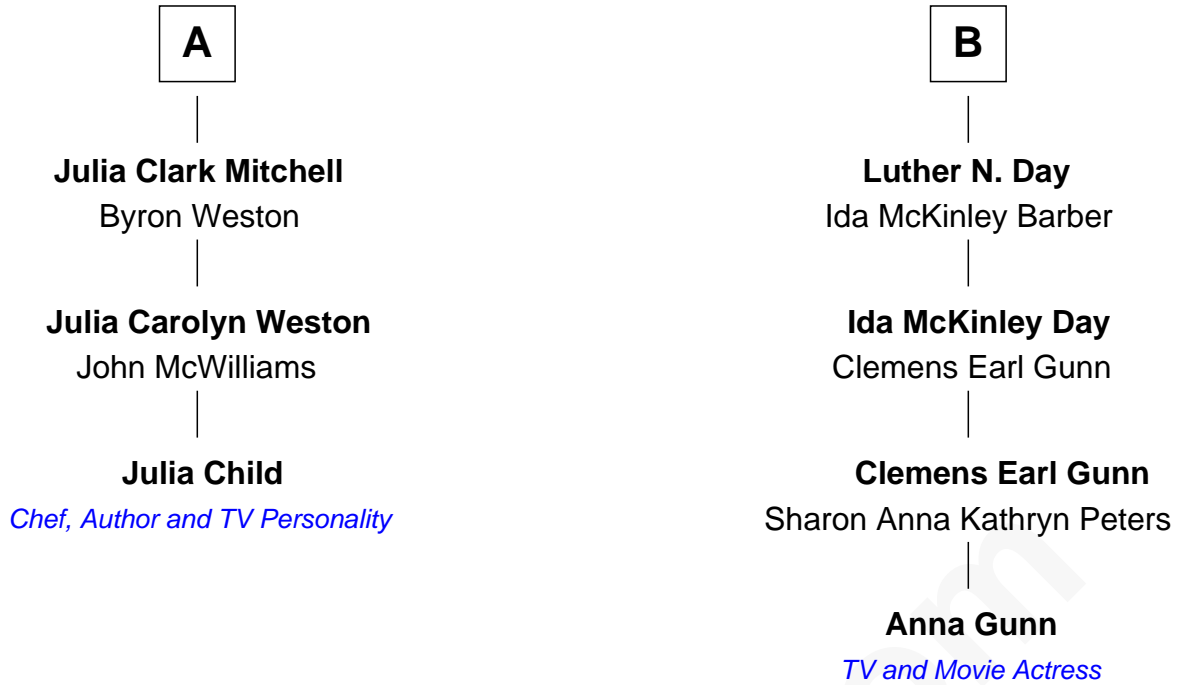 A
Julia Clark Mitchell
Byron Weston
Julia Carolyn Weston
John McWilliams
Julia Child
Chef, Author and TV Personality
B
Luther N. Day
Ida McKinley Barber
Ida McKinley Day
Clemens Earl Gunn
Clemens Earl Gunn
Sharon Anna Kathryn Peters
Anna Gunn
TV and Movie Actress